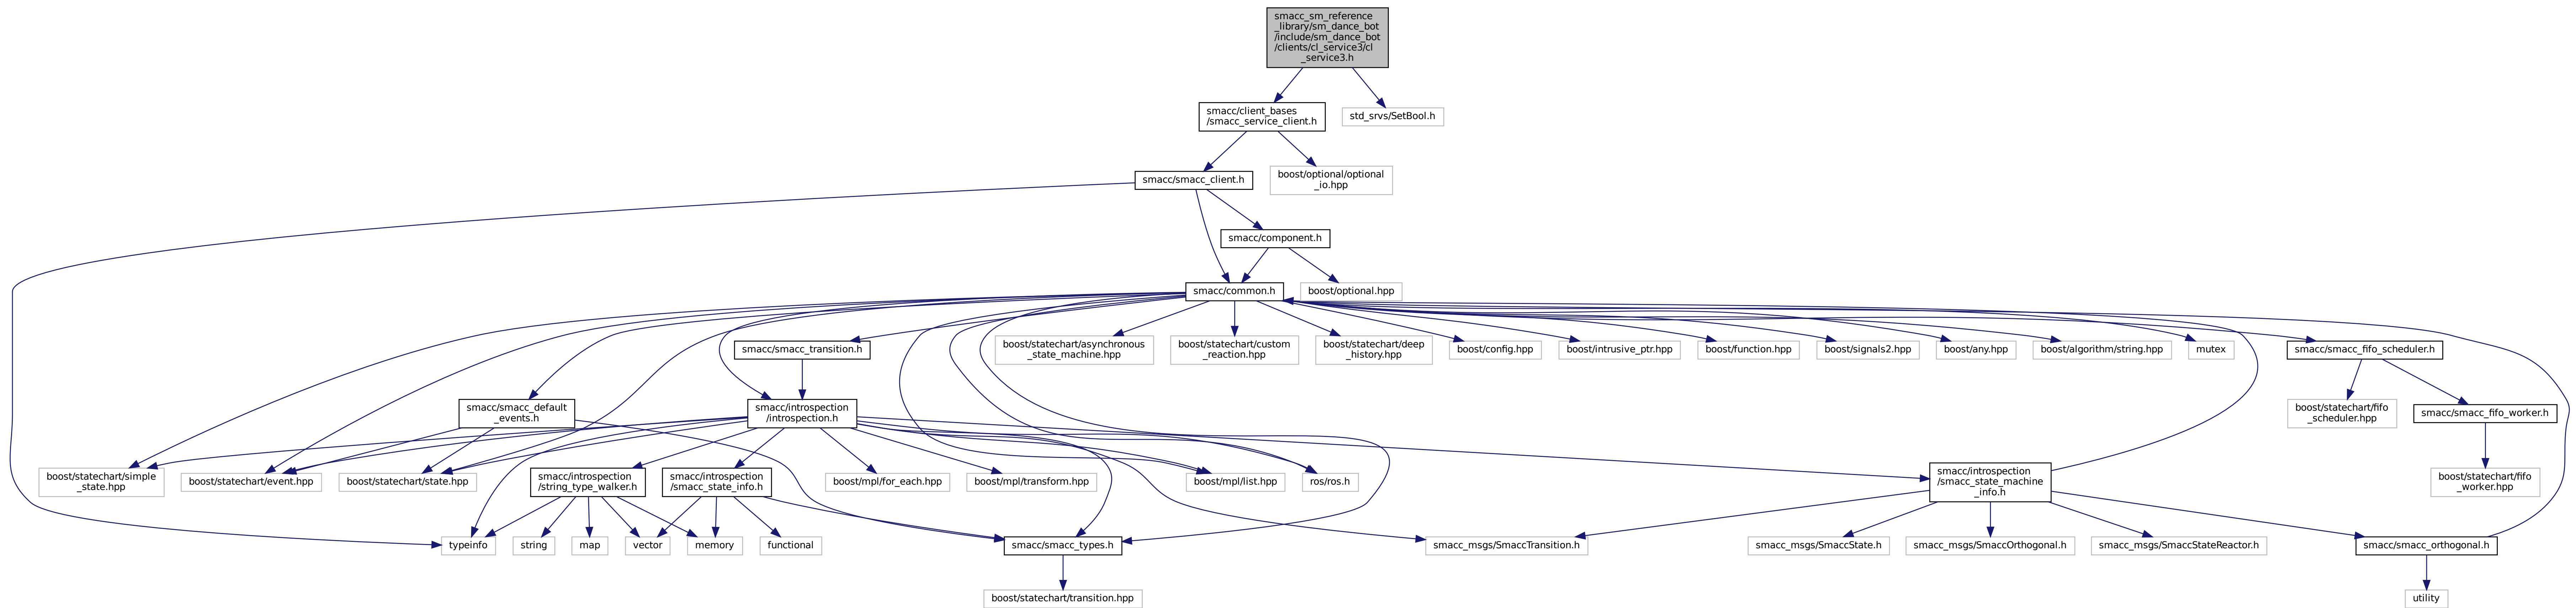 smacc_sm_reference
_library/sm_dance_bot
/include/sm_dance_bot
/clients/cl_service3/cl
_service3.h
smacc/client_bases
/smacc_service_client.h
std_srvs/SetBool.h
smacc/smacc_client.h
boost/optional/optional
_io.hpp
smacc/component.h
smacc/common.h
boost/optional.hpp
smacc/smacc_transition.h
boost/statechart/asynchronous
_state_machine.hpp
boost/statechart/custom
_reaction.hpp
boost/statechart/deep
_history.hpp
boost/config.hpp
boost/intrusive_ptr.hpp
boost/function.hpp
boost/signals2.hpp
boost/any.hpp
boost/algorithm/string.hpp
mutex
smacc/smacc_fifo_scheduler.h
smacc/smacc_default
_events.h
smacc/introspection
/introspection.h
boost/statechart/fifo
_scheduler.hpp
smacc/smacc_fifo_worker.h
boost/statechart/simple
_state.hpp
boost/statechart/event.hpp
boost/statechart/state.hpp
smacc/introspection
/string_type_walker.h
smacc/introspection
/smacc_state_info.h
boost/mpl/for_each.hpp
boost/mpl/transform.hpp
boost/mpl/list.hpp
ros/ros.h
smacc/introspection
/smacc_state_machine
_info.h
boost/statechart/fifo
_worker.hpp
typeinfo
string
map
vector
memory
functional
smacc/smacc_types.h
smacc_msgs/SmaccTransition.h
smacc_msgs/SmaccState.h
smacc_msgs/SmaccOrthogonal.h
smacc_msgs/SmaccStateReactor.h
smacc/smacc_orthogonal.h
boost/statechart/transition.hpp
utility